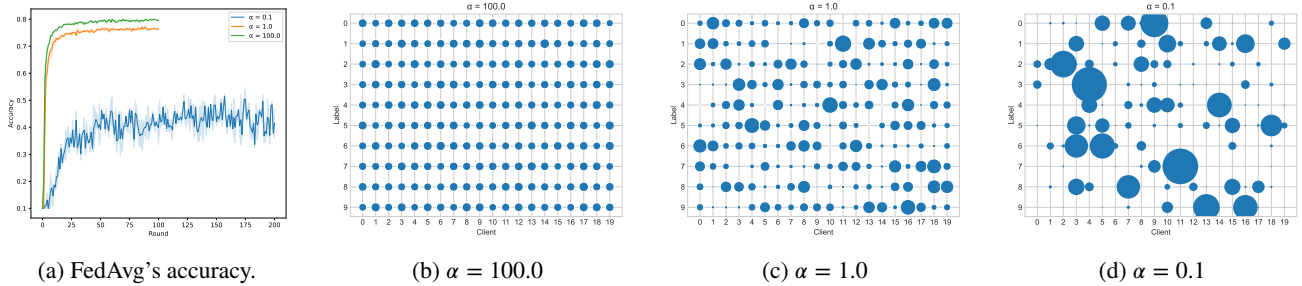 α = 0.1
α = 1.0
α = 100.0
0.8
0.7
0.6
0.5
0.4
0.3
0.2
0.1
Accuracy
0 25 50 75 100 125 150 175 200
Round
(a) FedAvg's accuracy.
α = 100.0
Label
0
1
2
3
4
5
6
7
8
9
0 1 2 3 4 5 6 7 8 9 10 11 12 13 14 15 16 17 18 19
Client
(b) α = 100.0
α = 1.0
Label
0
1
2
3
4
5
6
7
8
9
0 1 2 3 4 5 6 7 8 9 10 11 12 13 14 15 16 17 18 19
Client
(c) α = 1.0
α = 0.1
Label
0
1
2
3
4
5
6
7
8
9
0 1 2 3 4 5 6 7 8 9 10 11 12 13 14 15 16 17 18 19
Client
(d) α = 0.1